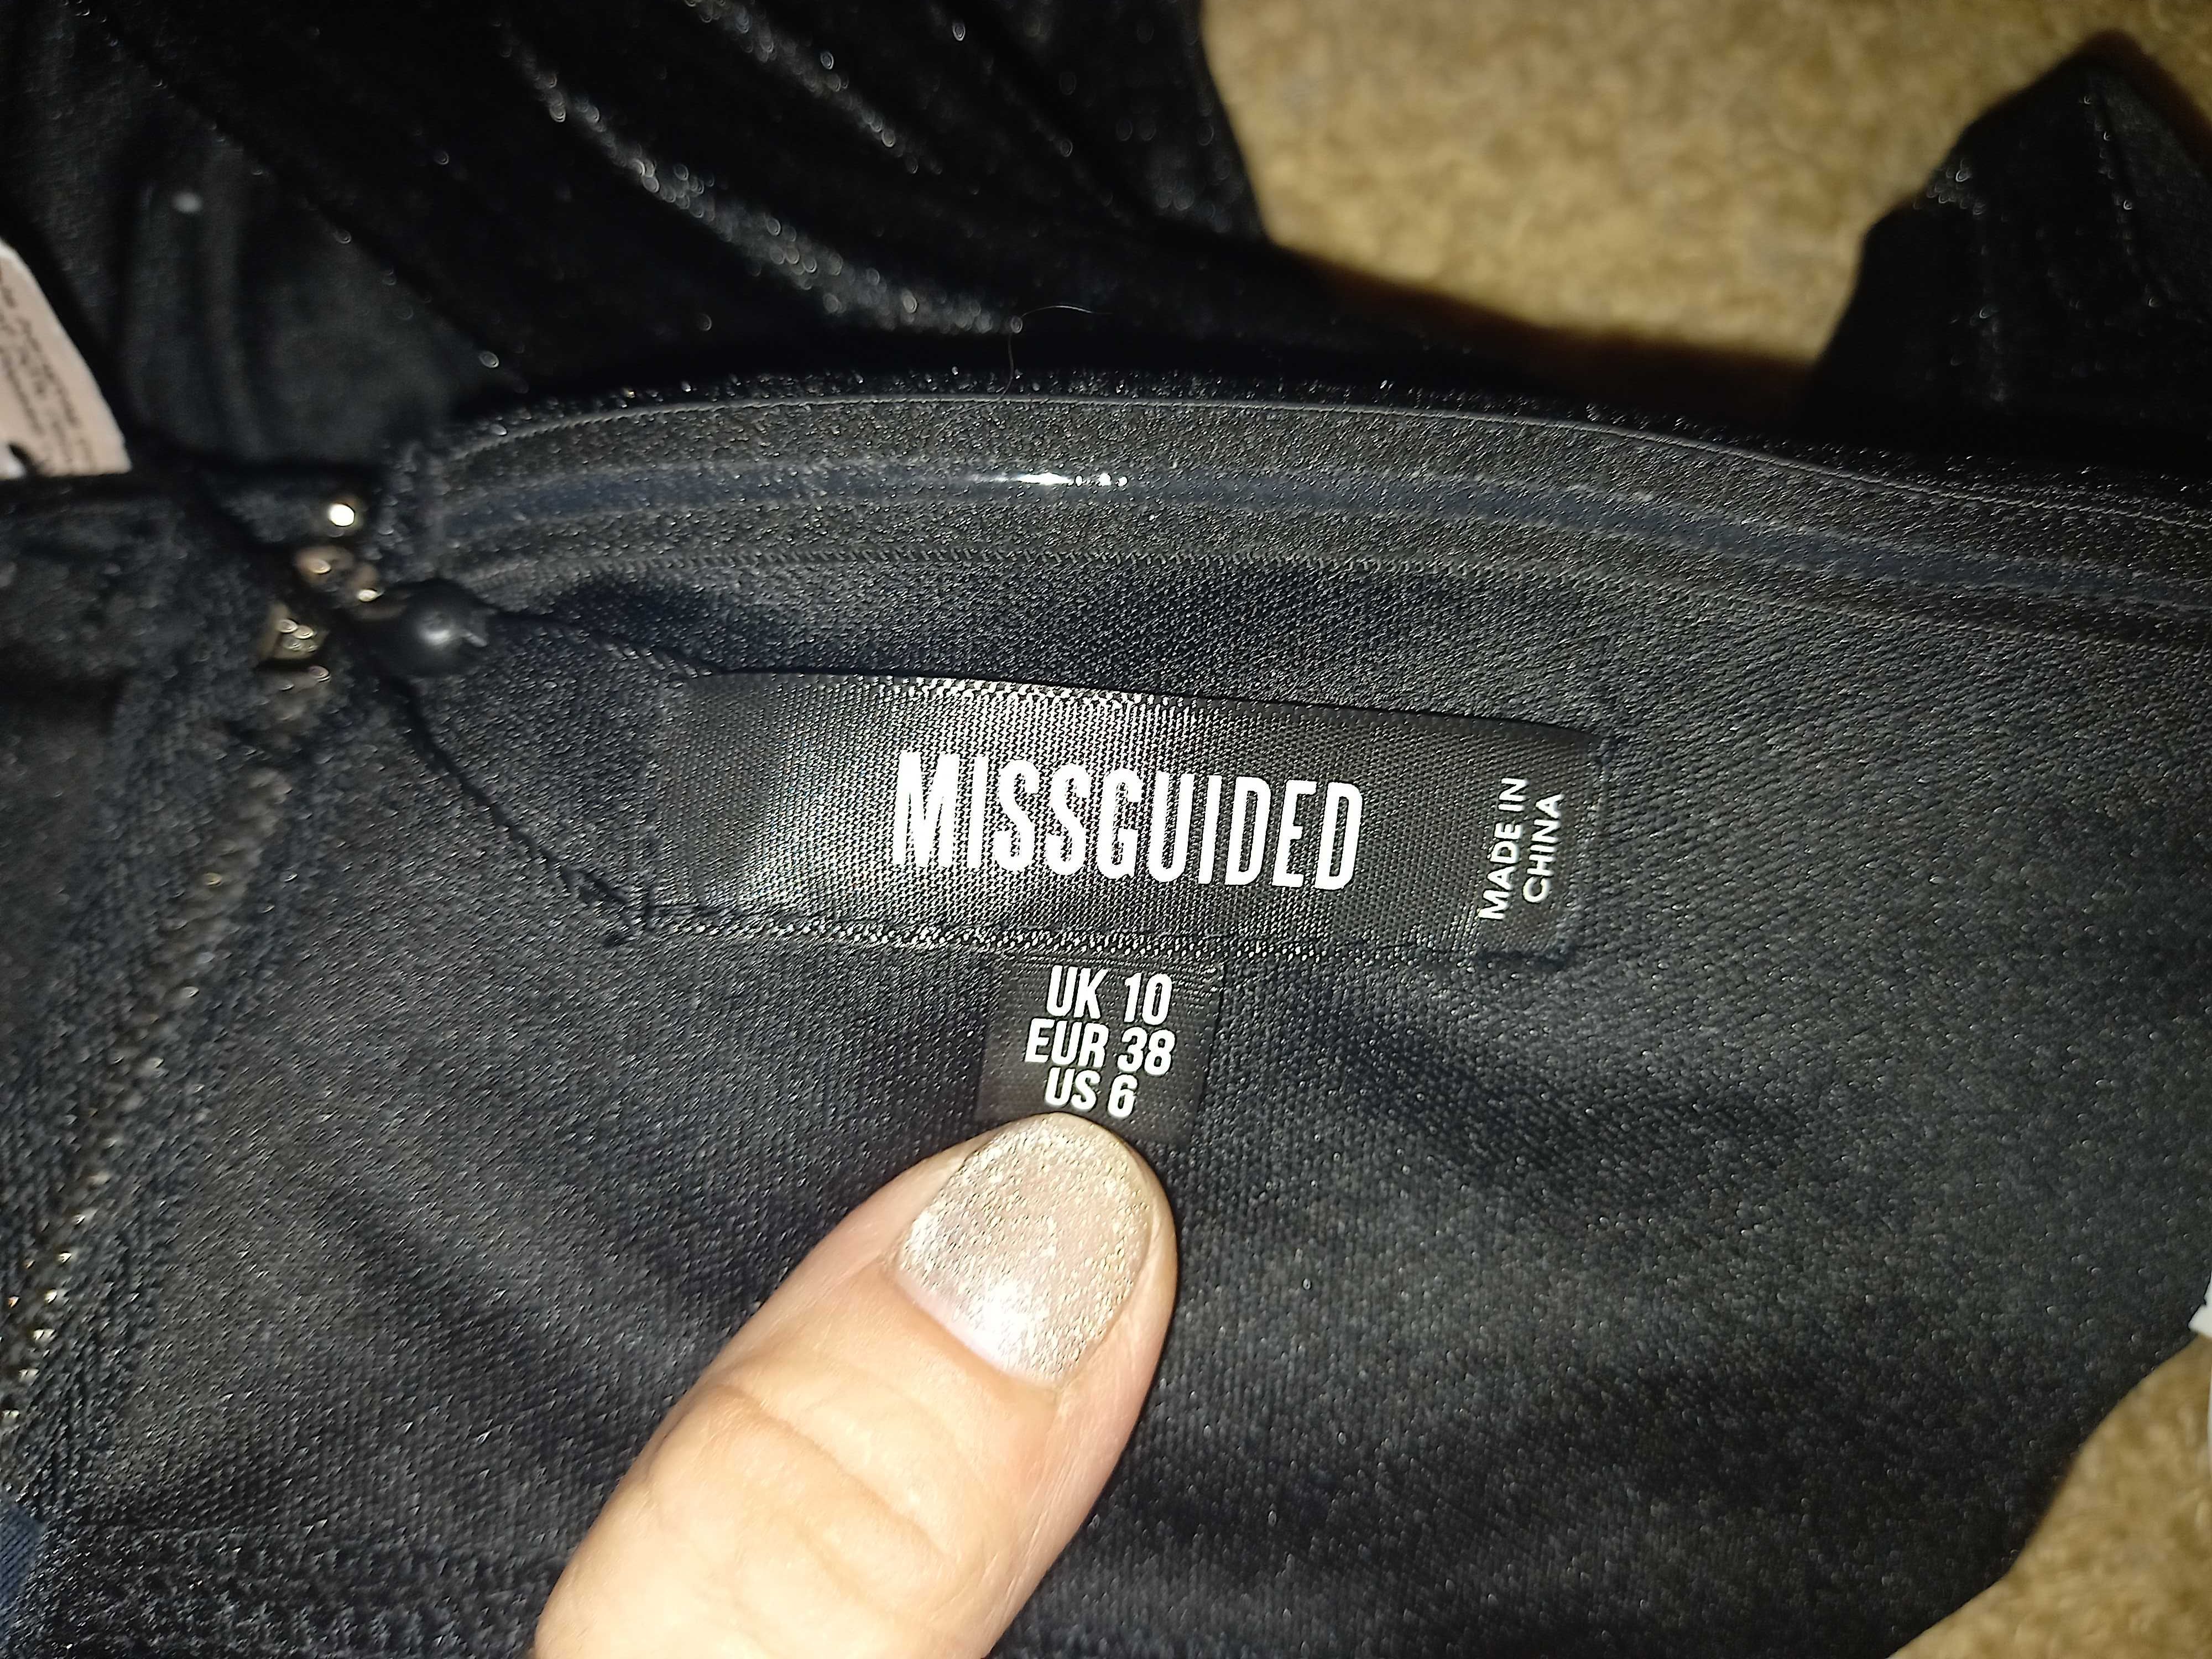 MISSGUIDED
MADE IN
CHINA
UK 10
EUR 38
US 6